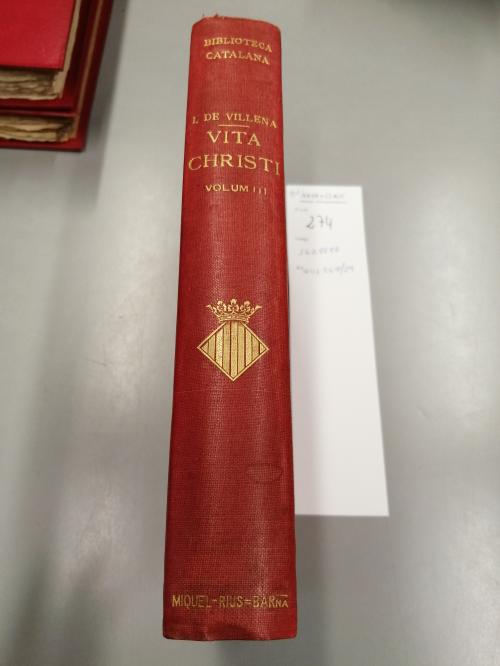 BIBLIOTECA
CATALANA
I. DE VILLENA
VITA
CHRISTI
VOLUM III
MIQUEL-RIUS=BARNA
274